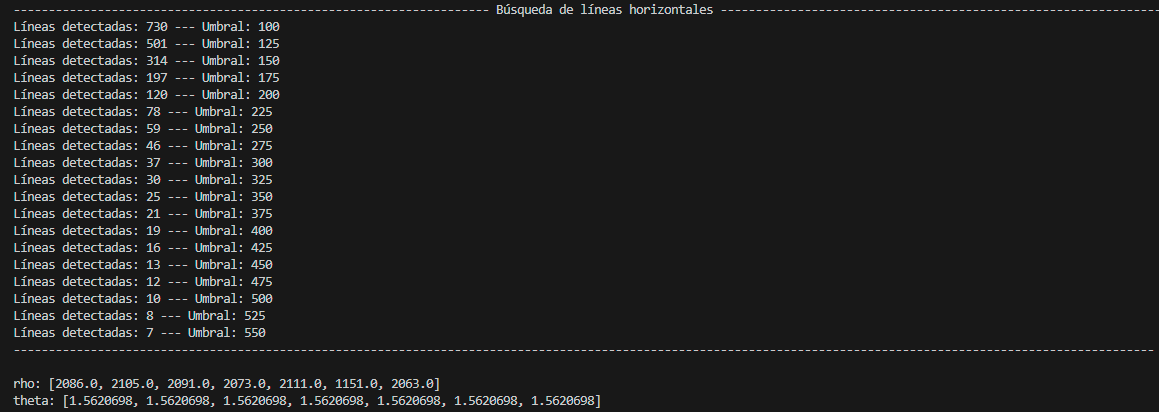 -------------------------------------------------------------------- Búsqueda de líneas horizontales ---------------------------------------------------------------
Líneas detectadas: 730 --- Umbral: 100
Líneas detectadas: 501 --- Umbral: 125
Líneas detectadas: 314 --- Umbral: 150
Líneas detectadas: 197 --- Umbral: 175
Líneas detectadas: 120 --- Umbral: 200
Líneas detectadas: 78 --- Umbral: 225
Líneas detectadas: 59 --- Umbral: 250
Líneas detectadas: 46 --- Umbral: 275
Líneas detectadas: 37 --- Umbral: 300
Líneas detectadas: 30 --- Umbral: 325
Líneas detectadas: 25 --- Umbral: 350
Líneas detectadas: 21 --- Umbral: 375
Líneas detectadas: 19 --- Umbral: 400
Líneas detectadas: 16 --- Umbral: 425
Líneas detectadas: 13 --- Umbral: 450
Líneas detectadas: 12 --- Umbral: 475
Líneas detectadas: 10 --- Umbral: 500
Líneas detectadas: 8 --- Umbral: 525
Líneas detectadas: 7 --- Umbral: 550
-------------------------------------------------------------------------------------------------------------------------------------------------------------------
rho: [2086.0, 2105.0, 2091.0, 2073.0, 2111.0, 1151.0, 2063.0]
theta: [1.5620698, 1.5620698, 1.5620698, 1.5620698, 1.5620698, 1.5620698, 1.5620698]